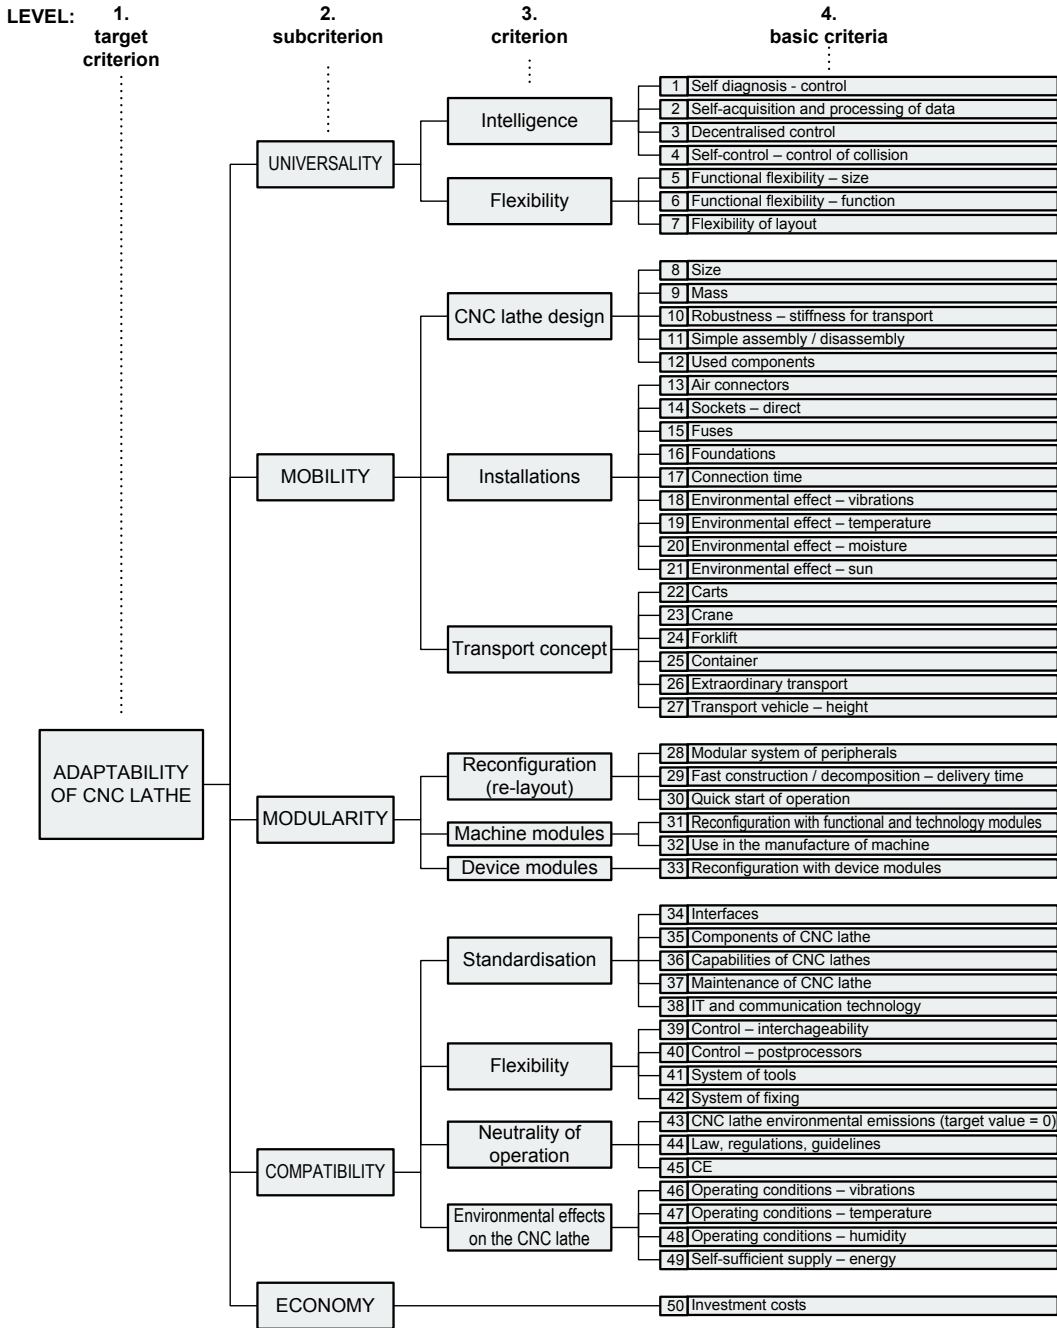 LEVEL:
1.
target
criterion
2.
subcriterion
3.
criterion
4.
basic criteria
ADAPTABILITY
OF CNC LATHE
UNIVERSALITY
Intelligence
1 Self diagnosis - control
2 Self-acquisition and processing of data
3 Decentralised control
4 Self-control – control of collision
Flexibility
5 Functional flexibility – size
6 Functional flexibility – function
7 Flexibility of layout
MOBILITY
CNC lathe design
8 Size
9 Mass
10 Robustness – stiffness for transport
11 Simple assembly / disassembly
12 Used components
Installations
13 Air connectors
14 Sockets – direct
15 Fuses
16 Foundations
17 Connection time
18 Environmental effect – vibrations
19 Environmental effect – temperature
20 Environmental effect – moisture
21 Environmental effect – sun
Transport concept
22 Carts
23 Crane
24 Forklift
25 Container
26 Extraordinary transport
27 Transport vehicle – height
MODULARITY
Reconfiguration
(re-layout)
28 Modular system of peripherals
29 Fast construction / decomposition – delivery time
30 Quick start of operation
Machine modules
31 Reconfiguration with functional and technology modules
32 Use in the manufacture of machine
Device modules
33 Reconfiguration with device modules
COMPATIBILITY
Standardisation
34 Interfaces
35 Components of CNC lathe
36 Capabilities of CNC lathes
37 Maintenance of CNC lathe
38 IT and communication technology
Flexibility
39 Control – interchageability
40 Control – postprocessors
41 System of tools
42 System of fixing
Neutrality of
operation
43 CNC lathe environmental emissions (target value = 0)
44 Law, regulations, guidelines
45 CE
Environmental effects
on the CNC lathe
46 Operating conditions – vibrations
47 Operating conditions – temperature
48 Operating conditions – humidity
49 Self-sufficient supply – energy
ECONOMY
50 Investment costs